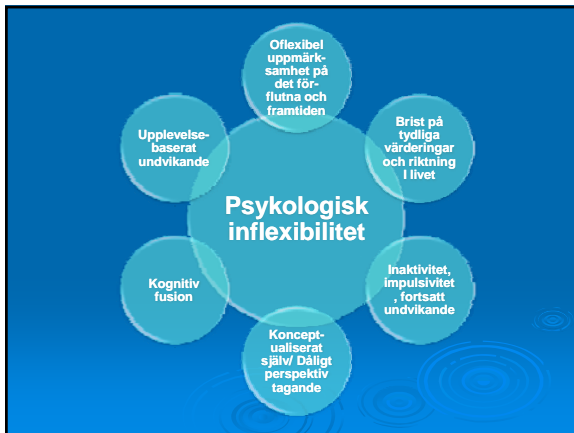 Oflexibel
uppmärk-
samhet på
det för-
flutna och
framtiden
Brist på
tydliga
värderingar
och riktning
I livet
Inaktivitet,
impulsivitet
, fortsatt
undvikande
Koncept-
ualiserat
själv/ Dåligt
perspektiv
tagande
Kognitiv
fusion
Upplevelse-
baserat
undvikande
Psykologisk
inflexibilitet